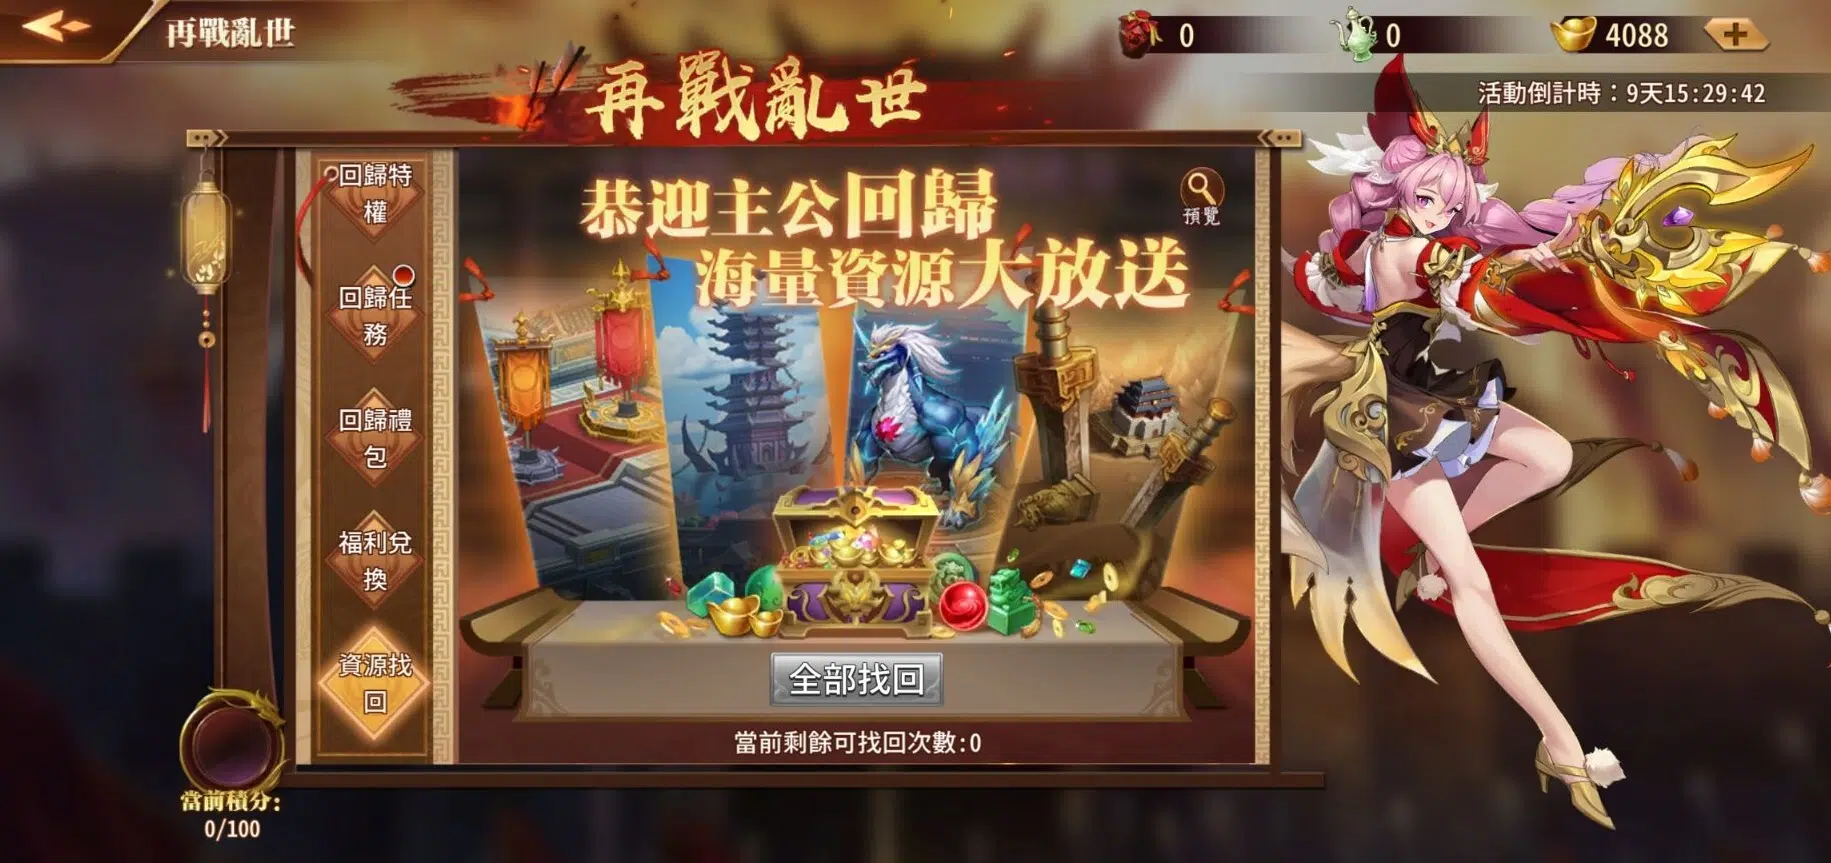 再戰亂世
0
0
4088
活動倒計時：9天15:29:42
再戰亂世
回歸特
權
回歸任
務
回歸禮
包
福利兌
換
資源找
回
恭迎主公回歸
海量資源大放送
預覽
全部找回
當前剩餘可找回次數:0
當前積分:
0/100